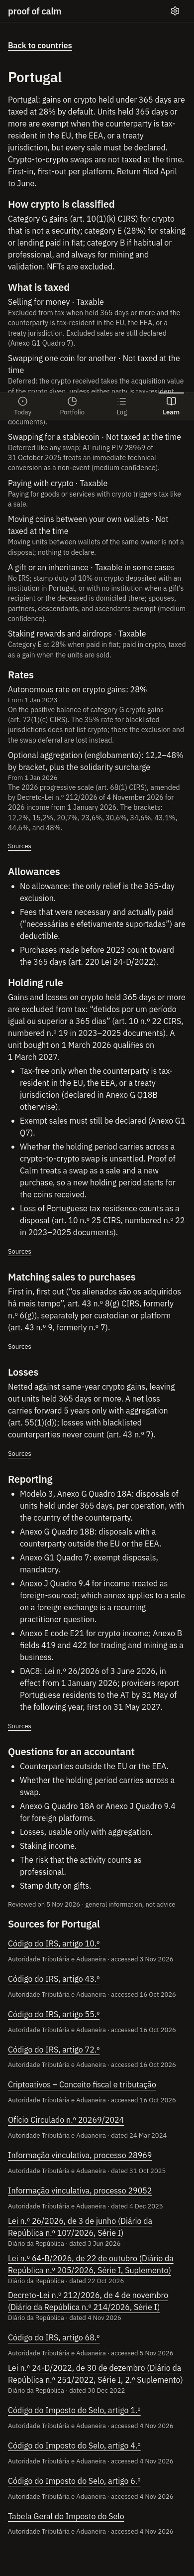 proof of calm
Back to countries
Portugal
Portugal: gains on crypto held under 365 days are
taxed at 28% by default. Units held 365 days or
more are exempt when the counterparty is tax-
resident in the EU, the EEA, or a treaty
jurisdiction, but every sale must be declared.
Crypto-to-crypto swaps are not taxed at the time.
First-in, first-out per platform. Return filed April
to June.
How crypto is classified
Category G gains (art. 10(1)(k) CIRS) for crypto
that is not a security; category E (28%) for staking
or lending paid in fiat; category B if habitual or
professional, and always for mining and
validation. NFTs are excluded.
What is taxed
Selling for money · Taxable
Excluded from tax when held 365 days or more and the
counterparty is tax-resident in the EU, EEA, or a
treaty jurisdiction. Excluded sales are still declared
(Anexo G1 Quadro 7).
Swapping one coin for another · Not taxed at the
time
Deferred: the crypto received takes the acquisition value
Today
Portfolio
Log
Learn
documents).
Swapping for a stablecoin · Not taxed at the time
Deferred like any swap; AT ruling PIV 28969 of
31 October 2025 treats an immediate technical
conversion as a non-event (medium confidence).
Paying with crypto · Taxable
Paying for goods or services with crypto triggers tax like
a sale.
Moving coins between your own wallets · Not
taxed at the time
Moving units between wallets of the same owner is not a
disposal; nothing to declare.
A gift or an inheritance · Taxable in some cases
No IRS; stamp duty of 10% on crypto deposited with an
institution in Portugal, or with no institution when a gift's
recipient or the deceased is domiciled there; spouses,
partners, descendants, and ascendants exempt (medium
confidence).
Staking rewards and airdrops · Taxable
Category E at 28% when paid in fiat; paid in crypto, taxed
as a gain when the units are sold.
Rates
Autonomous rate on crypto gains: 28%
From 1 Jan 2023
On the positive balance of category G crypto gains
(art. 72(1)(c) CIRS). The 35% rate for blacklisted
jurisdictions does not list crypto; there the exclusion and
the swap deferral are lost instead.
Optional aggregation (englobamento): 12,2–48%
by bracket, plus the solidarity surcharge
From 1 Jan 2026
The 2026 progressive scale (art. 68(1) CIRS), amended
by Decreto-Lei n.º 212/2026 of 4 November 2026 for
2026 income from 1 January 2026. The brackets:
12,2%, 15,2%, 20,7%, 23,6%, 30,6%, 34,6%, 43,1%,
44,6%, and 48%.
Sources
Allowances
No allowance: the only relief is the 365-day
exclusion.
Fees that were necessary and actually paid
(“necessárias e efetivamente suportadas”) are
deductible.
Purchases made before 2023 count toward
the 365 days (art. 220 Lei 24-D/2022).
Holding rule
Gains and losses on crypto held 365 days or more
are excluded from tax: “detidos por um período
igual ou superior a 365 dias” (art. 10 n.º 22 CIRS,
numbered n.º 19 in 2023–2025 documents). A
unit bought on 1 March 2026 qualifies on
1 March 2027.
Tax-free only when the counterparty is tax-
resident in the EU, the EEA, or a treaty
jurisdiction (declared in Anexo G Q18B
otherwise).
Exempt sales must still be declared (Anexo G1
Q7).
Whether the holding period carries across a
crypto-to-crypto swap is unsettled. Proof of
Calm treats a swap as a sale and a new
purchase, so a new holding period starts for
the coins received.
Loss of Portuguese tax residence counts as a
disposal (art. 10 n.º 25 CIRS, numbered n.º 22
in 2023–2025 documents).
Sources
Matching sales to purchases
First in, first out (“os alienados são os adquiridos
há mais tempo”, art. 43 n.º 8(g) CIRS, formerly
n.º 6(g)), separately per custodian or platform
(art. 43 n.º 9, formerly n.º 7).
Sources
Losses
Netted against same-year crypto gains, leaving
out units held 365 days or more. A net loss
carries forward 5 years only with aggregation
(art. 55(1)(d)); losses with blacklisted
counterparties never count (art. 43 n.º 7).
Sources
Reporting
Modelo 3, Anexo G Quadro 18A: disposals of
units held under 365 days, per operation, with
the country of the counterparty.
Anexo G Quadro 18B: disposals with a
counterparty outside the EU or the EEA.
Anexo G1 Quadro 7: exempt disposals,
mandatory.
Anexo J Quadro 9.4 for income treated as
foreign-sourced; which annex applies to a sale
on a foreign exchange is a recurring
practitioner question.
Anexo E code E21 for crypto income; Anexo B
fields 419 and 422 for trading and mining as a
business.
DAC8: Lei n.º 26/2026 of 3 June 2026, in
effect from 1 January 2026; providers report
Portuguese residents to the AT by 31 May of
the following year, first on 31 May 2027.
Sources
Questions for an accountant
Counterparties outside the EU or the EEA.
Whether the holding period carries across a
swap.
Anexo G Quadro 18A or Anexo J Quadro 9.4
for foreign platforms.
Losses, usable only with aggregation.
Staking income.
The risk that the activity counts as
professional.
Stamp duty on gifts.
Reviewed on 5 Nov 2026 · general information, not advice
Sources for Portugal
Código do IRS, artigo 10.º
Autoridade Tributária e Aduaneira · accessed 3 Nov 2026
Código do IRS, artigo 43.º
Autoridade Tributária e Aduaneira · accessed 16 Oct 2026
Código do IRS, artigo 55.º
Autoridade Tributária e Aduaneira · accessed 16 Oct 2026
Código do IRS, artigo 72.º
Autoridade Tributária e Aduaneira · accessed 16 Oct 2026
Criptoativos – Conceito fiscal e tributação
Autoridade Tributária e Aduaneira · accessed 16 Oct 2026
Ofício Circulado n.º 20269/2024
Autoridade Tributária e Aduaneira · dated 24 Mar 2024
Informação vinculativa, processo 28969
Autoridade Tributária e Aduaneira · dated 31 Oct 2025
Informação vinculativa, processo 29052
Autoridade Tributária e Aduaneira · dated 4 Dec 2025
Lei n.º 26/2026, de 3 de junho (Diário da
República n.º 107/2026, Série I)
Diário da República · dated 3 Jun 2026
Lei n.º 64-B/2026, de 22 de outubro (Diário da
República n.º 205/2026, Série I, Suplemento)
Diário da República · dated 22 Oct 2026
Decreto-Lei n.º 212/2026, de 4 de novembro
(Diário da República n.º 214/2026, Série I)
Diário da República · dated 4 Nov 2026
Código do IRS, artigo 68.º
Autoridade Tributária e Aduaneira · accessed 5 Nov 2026
Lei n.º 24-D/2022, de 30 de dezembro (Diário da
República n.º 251/2022, Série I, 2.º Suplemento)
Diário da República · dated 30 Dec 2022
Código do Imposto do Selo, artigo 1.º
Autoridade Tributária e Aduaneira · accessed 4 Nov 2026
Código do Imposto do Selo, artigo 4.º
Autoridade Tributária e Aduaneira · accessed 4 Nov 2026
Código do Imposto do Selo, artigo 6.º
Autoridade Tributária e Aduaneira · accessed 4 Nov 2026
Tabela Geral do Imposto do Selo
Autoridade Tributária e Aduaneira · accessed 4 Nov 2026